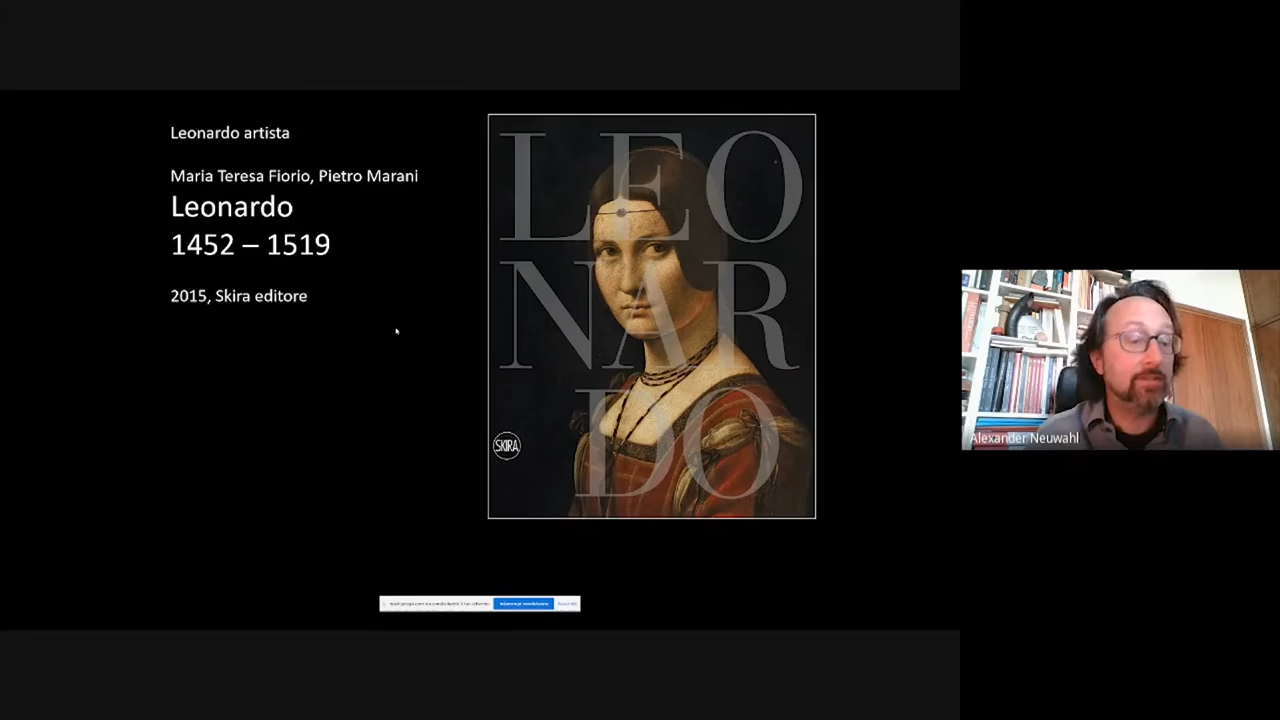 Leonardo artista
Maria Teresa Fiorio, Pietro Marani
Leonardo
1452 – 1519
2015, Skira editore
LEO
NAR
DO
SKIRA
Alexander Neuwahl